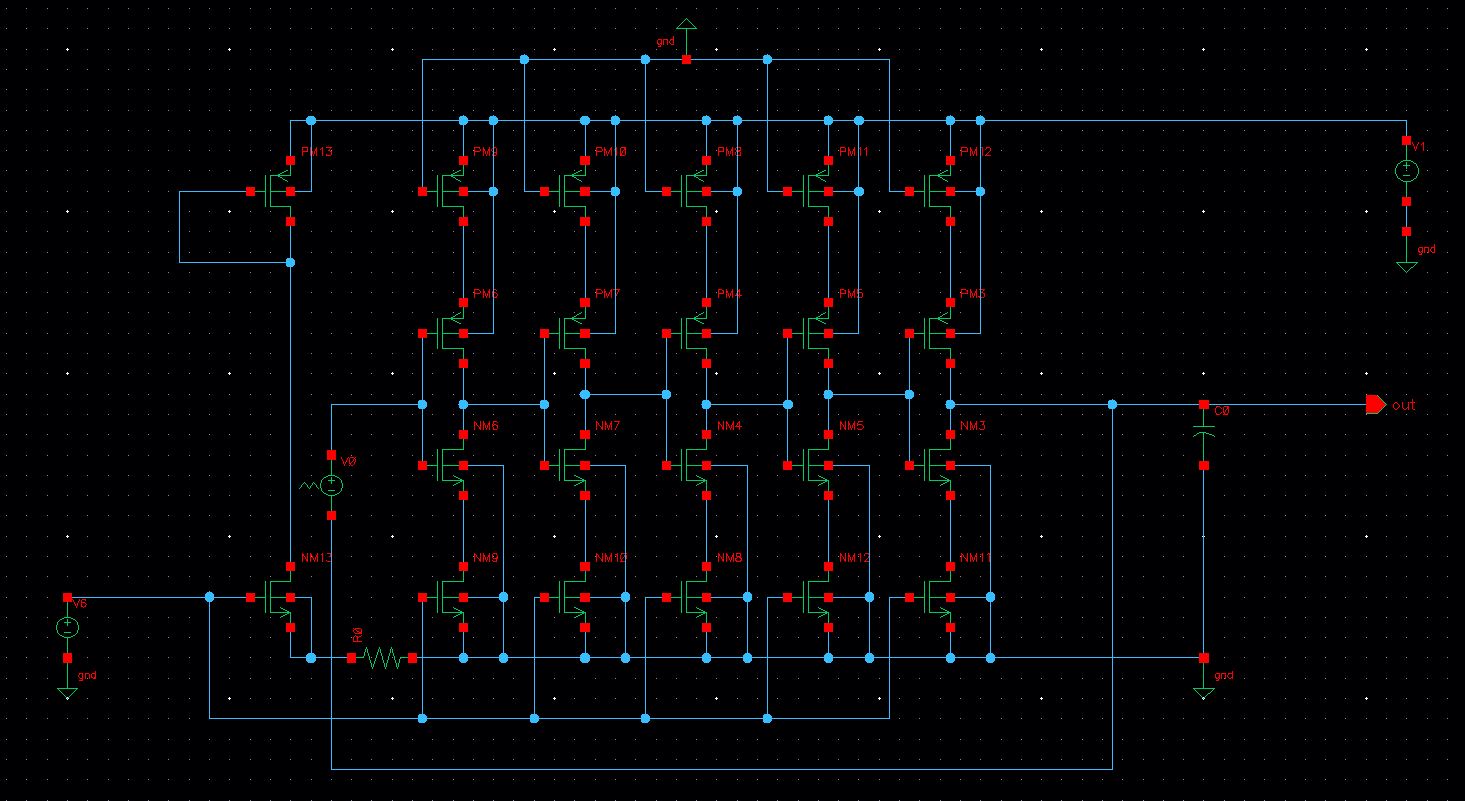 gnd
PM13 PM9 PM10 PM8 PM11 PM12 V1
gnd
PM6 PM7 PM4 PM5 PM3
C0 out
NM6 NM7 NM4 NM5 NM3
V0
NM13 NM9 NM10 NM8 NM12 NM11
V6
R0
gnd gnd